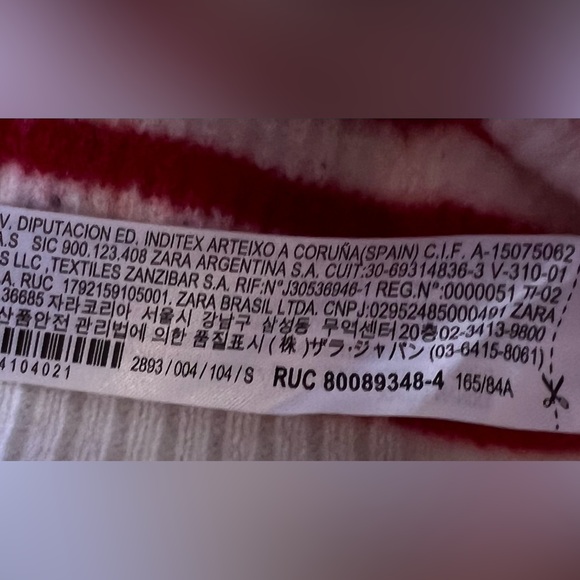 V. DIPUTACION ED. INDITEX ARTEIXO A CORUÑA(SPAIN) C.I.F. A-15075062
A.S SIC 900.123.408 ZARA ARGENTINA S.A. CUIT:30-69314836-3 V-310-01
S LLC ,TEXTILES ZANZIBAR S.A. RIF:N°J30536946-1 REG.N°:0000051 J7-02
A. RUC 1792159105001. ZARA BRASIL LTDA. CNPJ:02952485000491 ZARA
36685 자라코리아 서울시 강남구 삼성동 무역센터20층02-3413-9800
산품안전 관리법에 의한 품질표시(株)ザラ・ジャパン(03-6415-8061)
4104021 2893/004/104/S RUC 80089348-4 165/84A